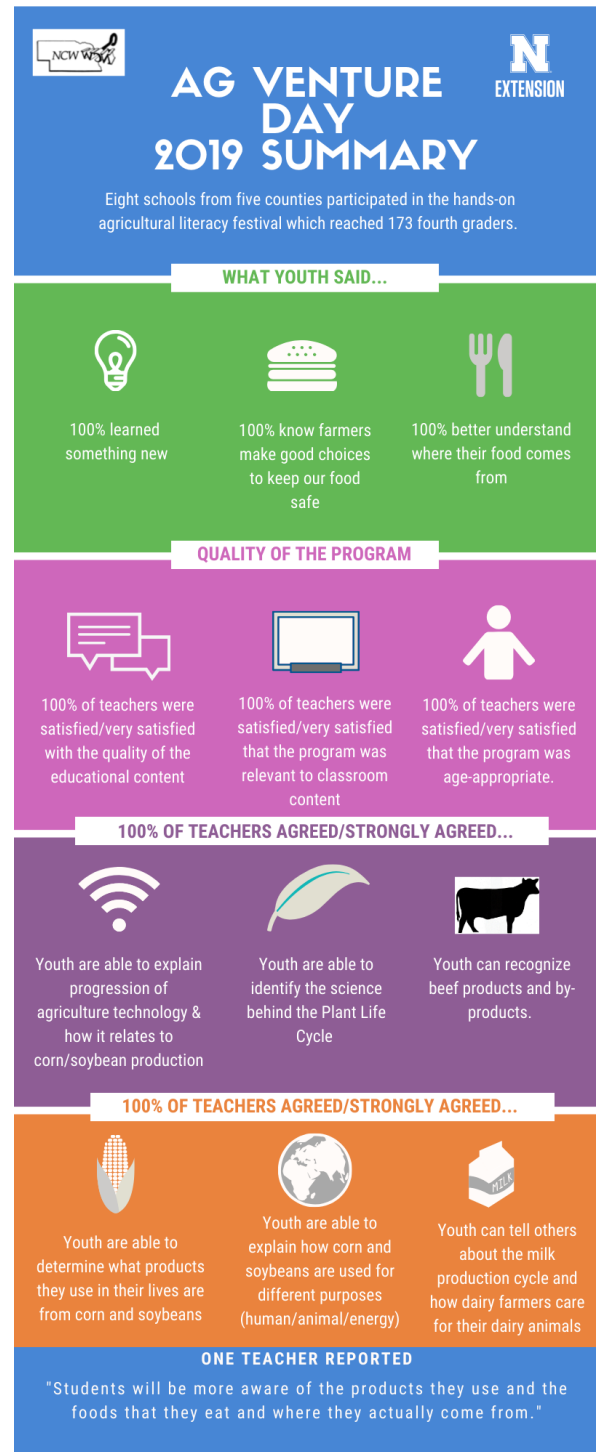 NCW
N
EXTENSION
AG VENTURE
DAY
2019 SUMMARY
Eight schools from five counties participated in the hands-on
agricultural literacy festival which reached 173 fourth graders.
WHAT YOUTH SAID...
100% learned
something new
100% know farmers
make good choices
to keep our food
safe
100% better understand
where their food comes
from
QUALITY OF THE PROGRAM
100% of teachers were
satisfied/very satisfied
with the quality of the
educational content
100% of teachers were
satisfied/very satisfied
that the program was
relevant to classroom
content
100% of teachers were
satisfied/very satisfied
that the program was
age-appropriate.
100% OF TEACHERS AGREED/STRONGLY AGREED...
Youth are able to explain
progression of
agriculture technology &
how it relates to
corn/soybean production
Youth are able to
identify the science
behind the Plant Life
Cycle
Youth can recognize
beef products and by-
products.
100% OF TEACHERS AGREED/STRONGLY AGREED...
Youth are able to
determine what products
they use in their lives are
from corn and soybeans
Youth are able to
explain how corn and
soybeans are used for
different purposes
(human/animal/energy)
MILK
Youth can tell others
about the milk
production cycle and
how dairy farmers care
for their dairy animals
ONE TEACHER REPORTED
"Students will be more aware of the products they use and the
foods that they eat and where they actually come from."